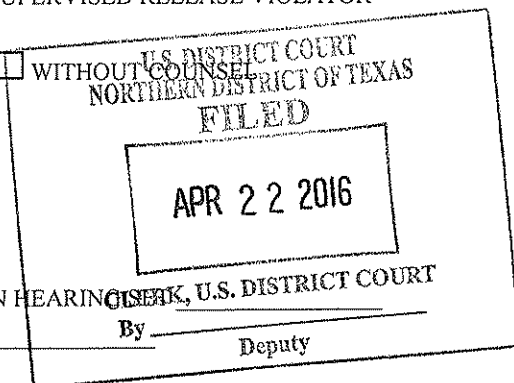 SUPERVISED RELEASE VIOLATOR
WITHOUT COUNSEL
U.S. DISTRICT COURT
NORTHERN DISTRICT OF TEXAS
FILED
APR 22 2016
N HEARING
CLERK, U.S. DISTRICT COURT
By
Deputy